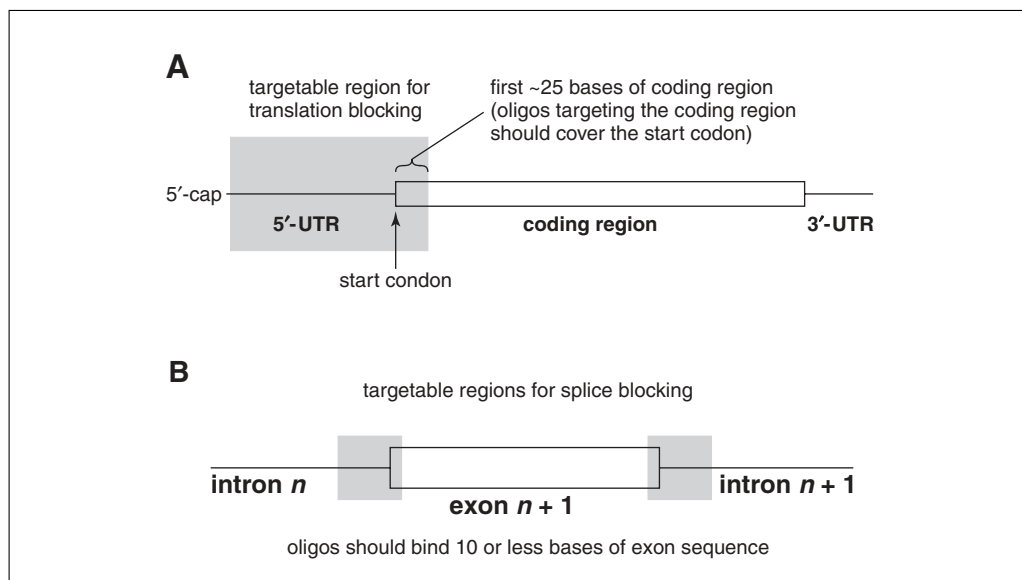 A
targetable region for
translation blocking
first ~25 bases of coding region
(oligos targeting the coding region
should cover the start codon)
5′-cap
5′-UTR
coding region
3′-UTR
start condon
B
targetable regions for splice blocking
intron n
exon n + 1
intron n + 1
oligos should bind 10 or less bases of exon sequence